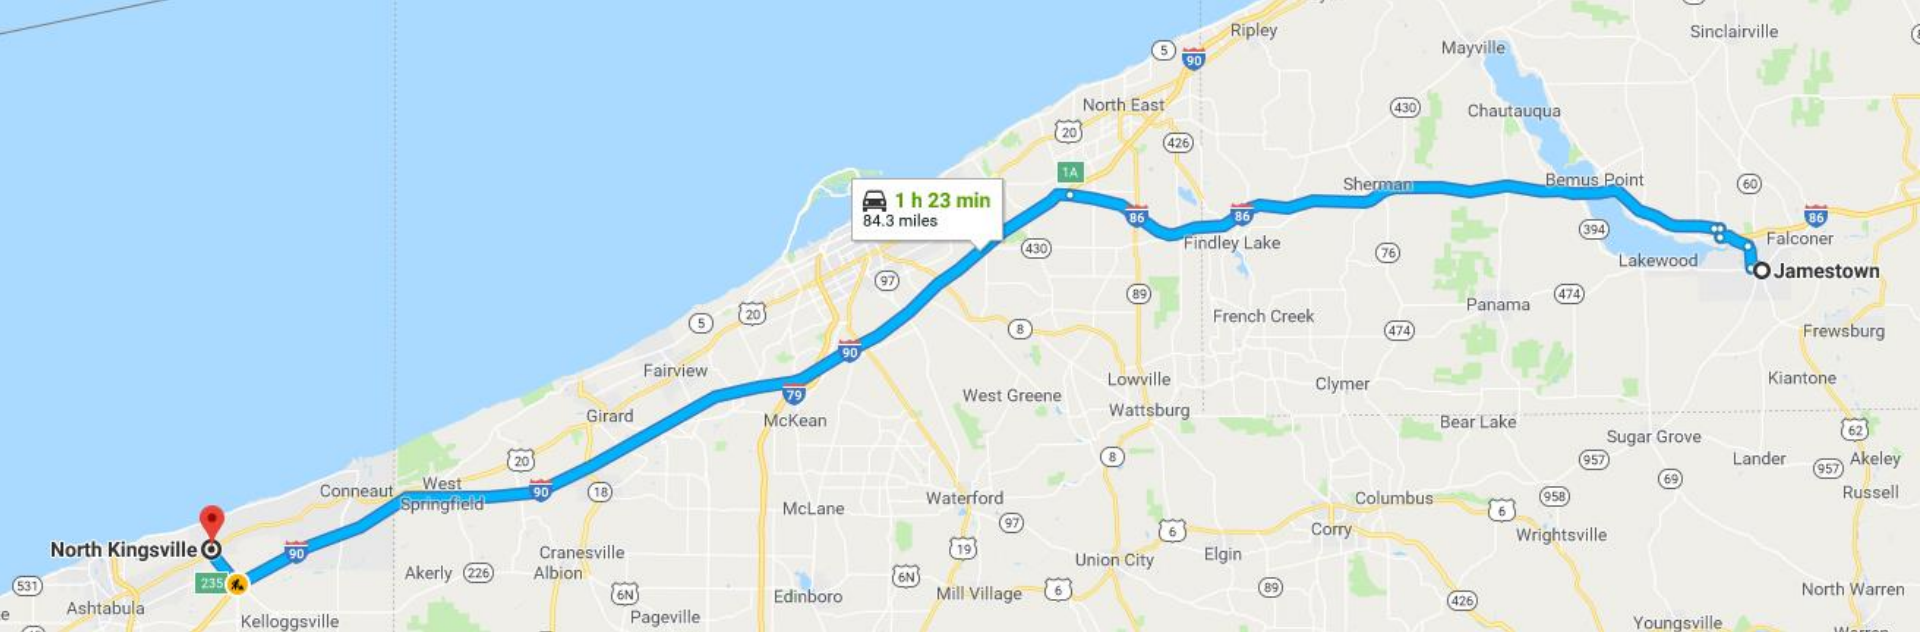 Ripley
5
90
Mayville
Sinclairville
North East
20
430
Chautauqua
426
1A
1 h 23 min
84.3 miles
Sherman
Bemus Point
60
86
86
86
430
Findley Lake
76
394
Falconer
Lakewood
Jamestown
97
89
474
Panama
5
20
8
French Creek
474
Frewsburg
90
Fairview
Lowville
Clymer
Kiantone
79
West Greene
Wattsburg
Girard
McKean
Bear Lake
62
Sugar Grove
20
8
957
Lander
957
Akeley
69
Conneaut
West
Springfield
90
18
Waterford
Columbus
958
Russell
McLane
97
6
6
Corry
Wrightsville
North Kingsville
90
Cranesville
19
Union City
Elgin
235
Akerly
226
Albion
6N
531
6N
Edinboro
Mill Village
6
89
426
North Warren
Ashtabula
Kelloggsville
Pageville
Youngsville